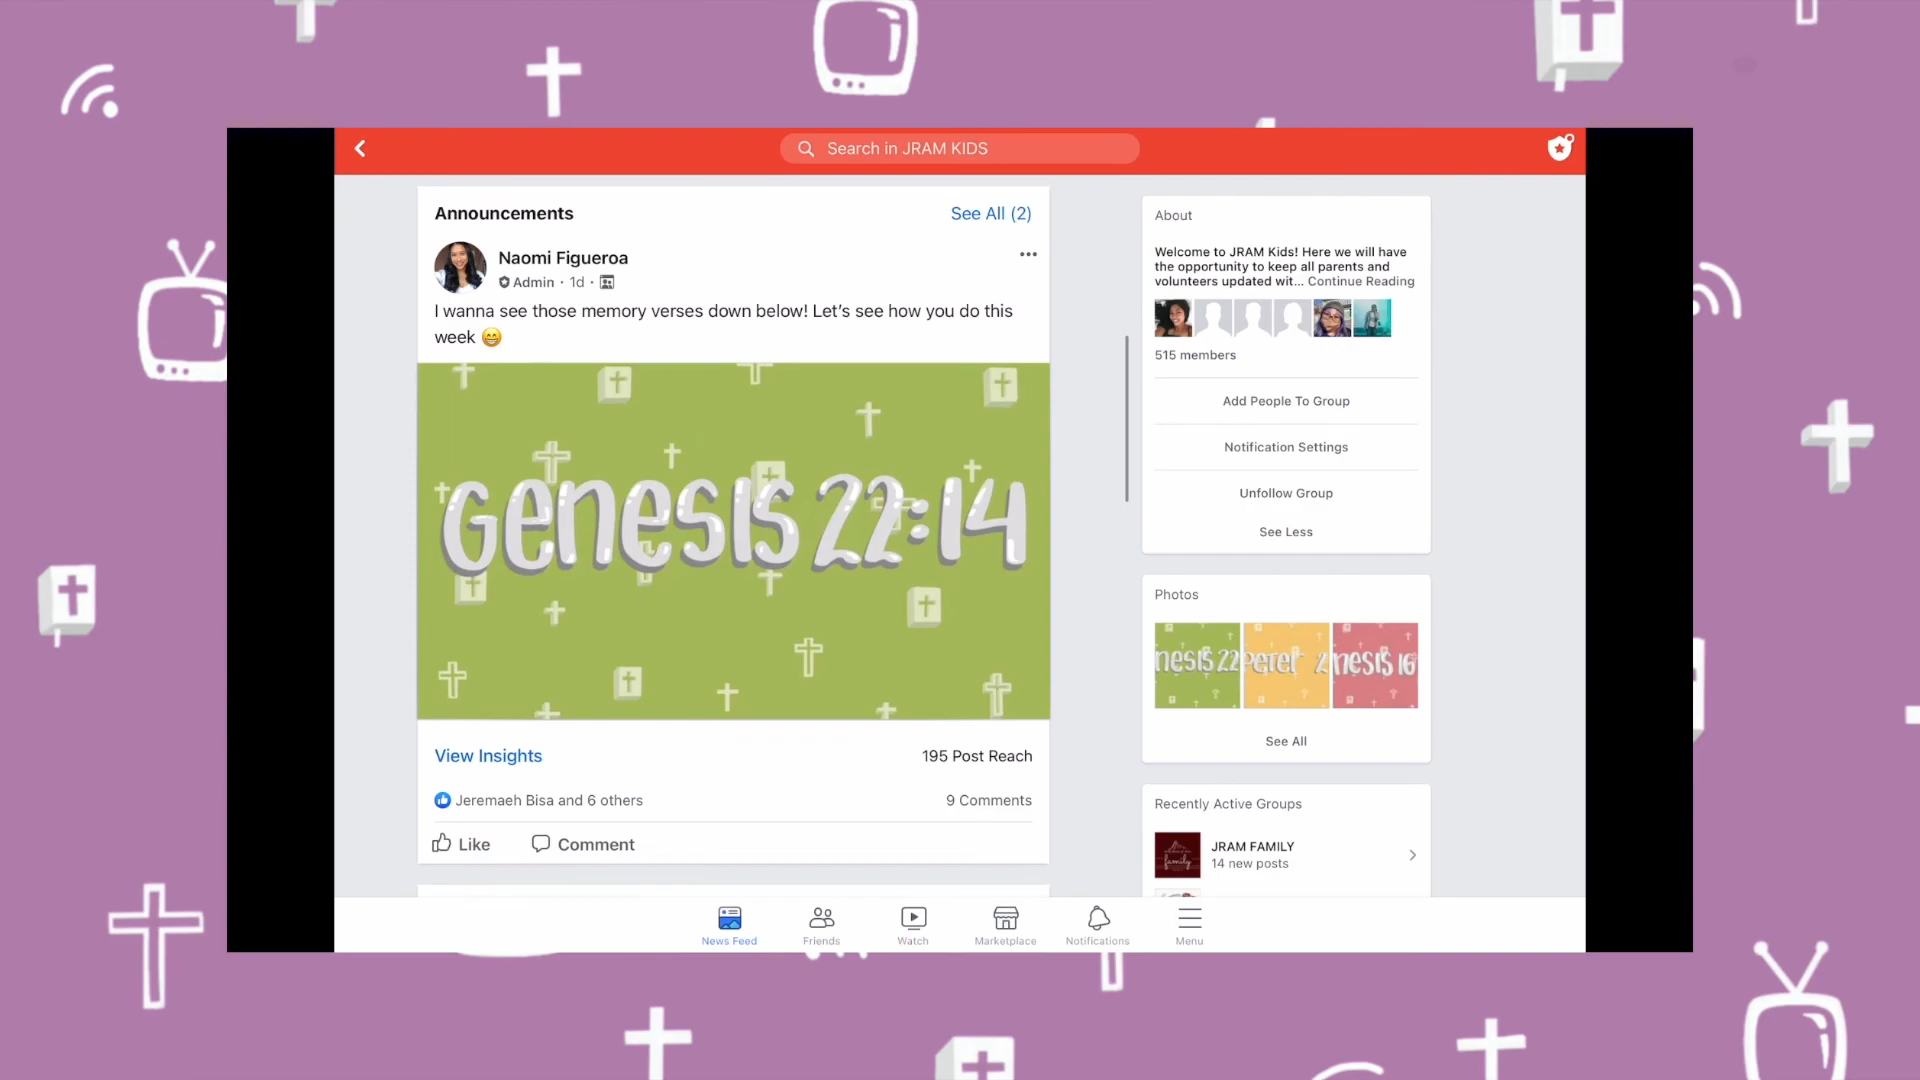 Search in JRAM KIDS
Announcements
See All (2)
Naomi Figueroa
Admin · 1d ·
I wanna see those memory verses down below! Let’s see how you do this
week 😁
Genesis 22:14
View Insights
195 Post Reach
Jeremaeh Bisa and 6 others
9 Comments
Like
Comment
About
Welcome to JRAM Kids! Here we will have
the opportunity to keep all parents and
volunteers updated wit... Continue Reading
515 members
Add People To Group
Notification Settings
Unfollow Group
See Less
Photos
nesis 22
Peter 2
nesis 16
See All
Recently Active Groups
family
JRAM FAMILY
14 new posts
News Feed
Friends
Watch
Marketplace
Notifications
Menu